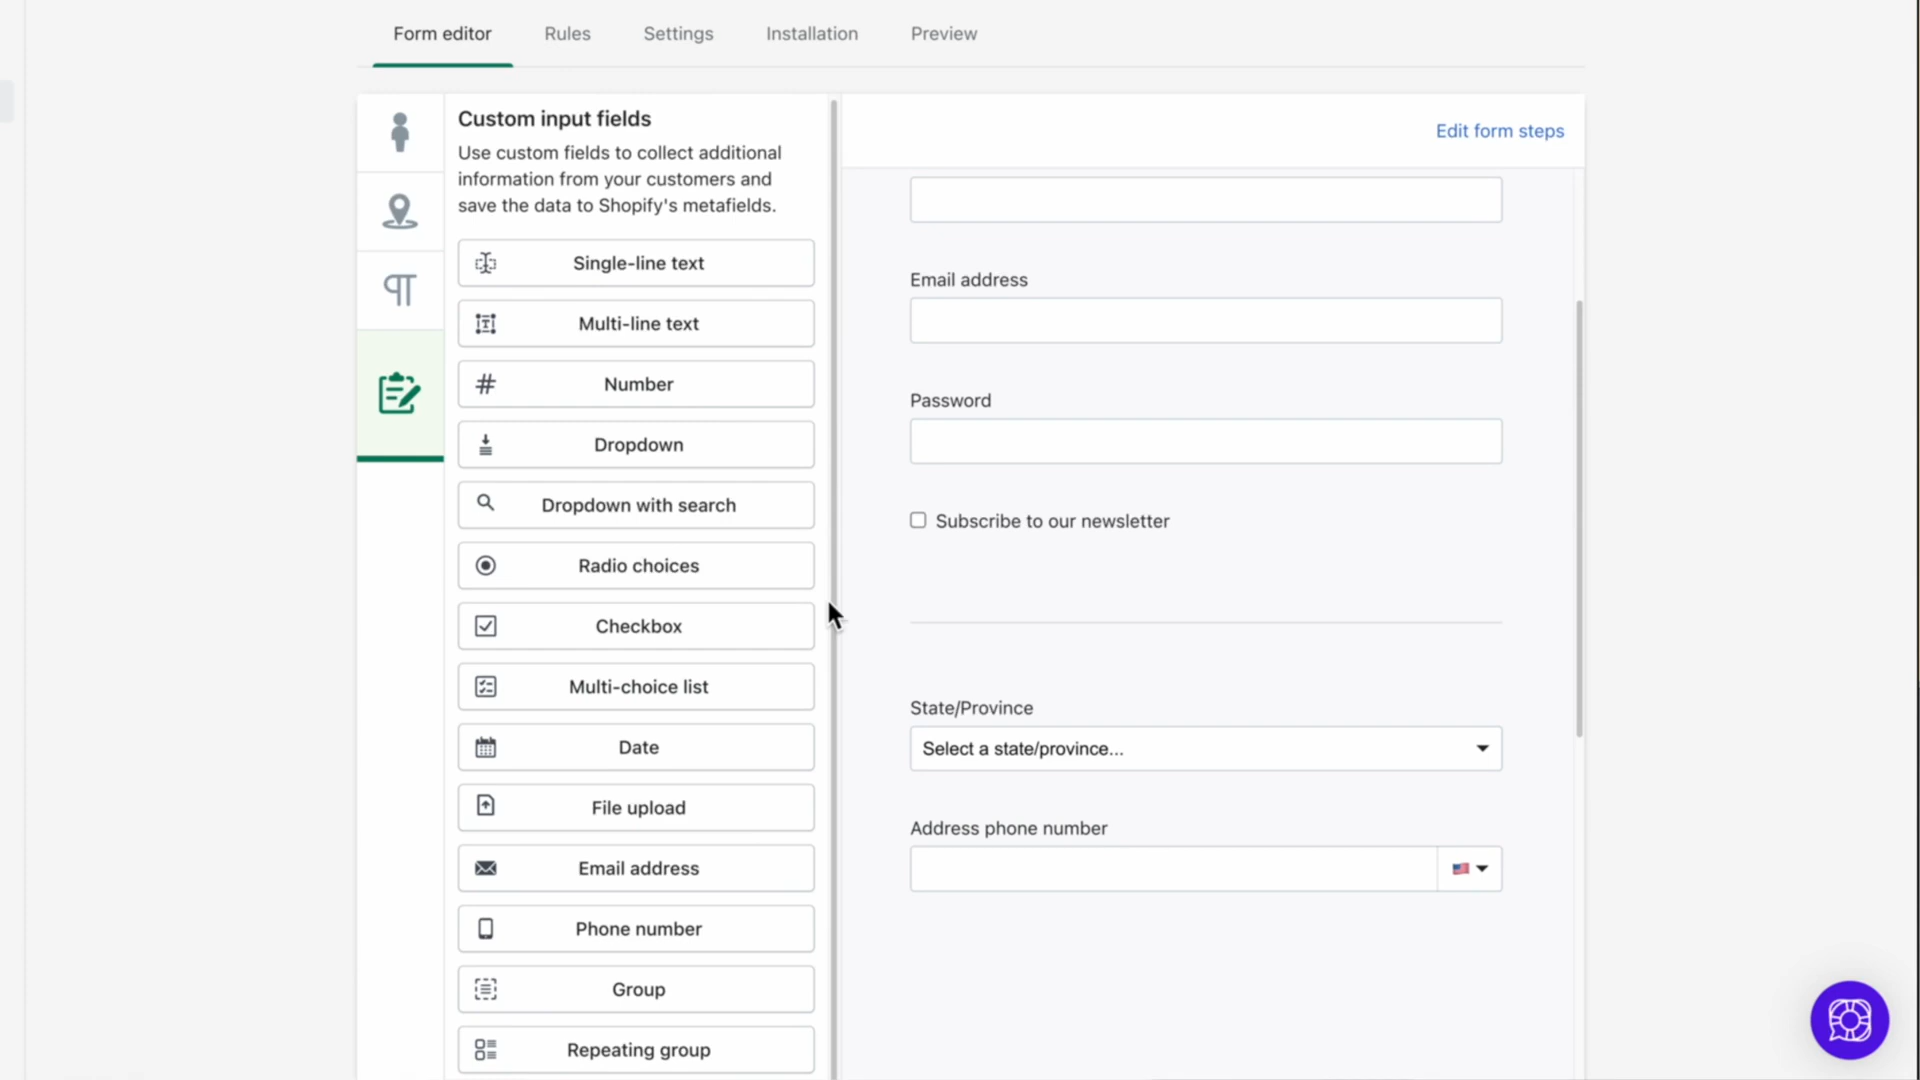 Form editor
Rules
Settings
Installation
Preview
Custom input fields
Use custom fields to collect additional
information from your customers and
save the data to Shopify's metafields.
Single-line text
Multi-line text
Number
Dropdown
Dropdown with search
Radio choices
Checkbox
Multi-choice list
Date
File upload
Email address
Phone number
Group
Repeating group
Edit form steps
Email address
Password
Subscribe to our newsletter
State/Province
Select a state/province...
Address phone number